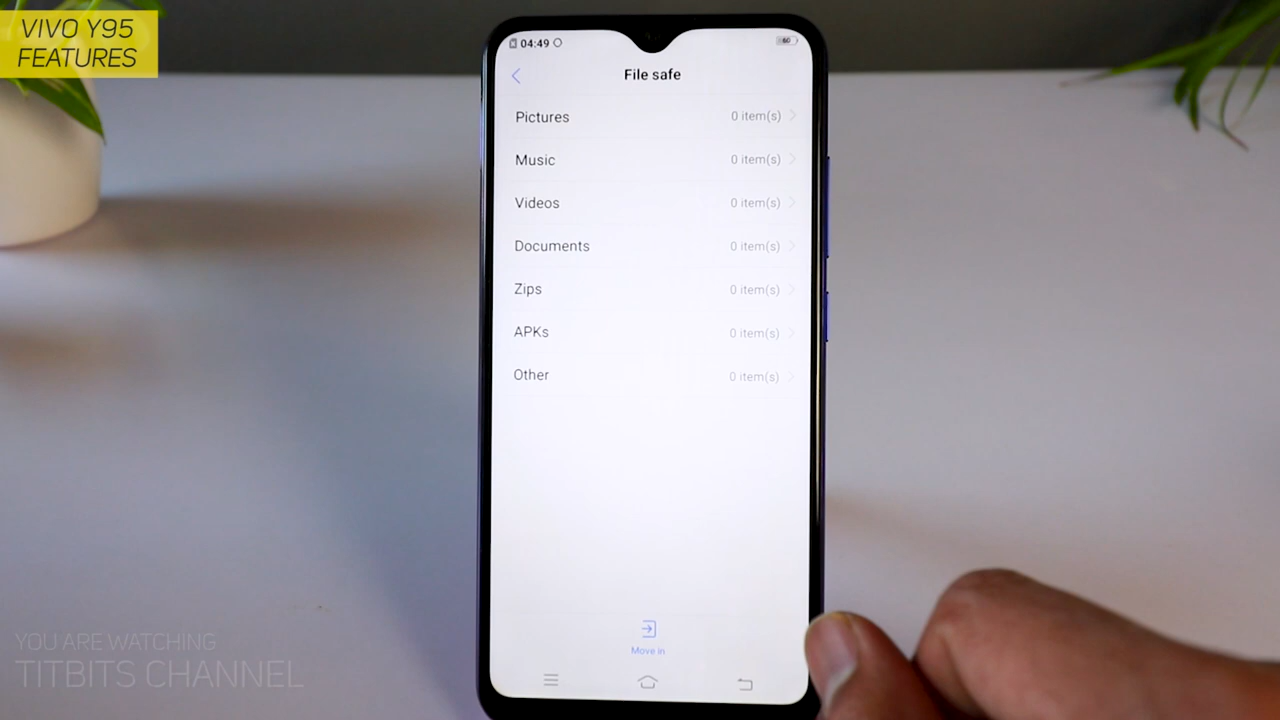 VIVO Y95
FEATURES
04:49
60
File safe
Pictures 0 item(s)
Music 0 item(s)
Videos 0 item(s)
Documents 0 item(s)
Zips 0 item(s)
APKs 0 item(s)
Other 0 item(s)
Move in
YOU ARE WATCHING
TITBITS CHANNEL